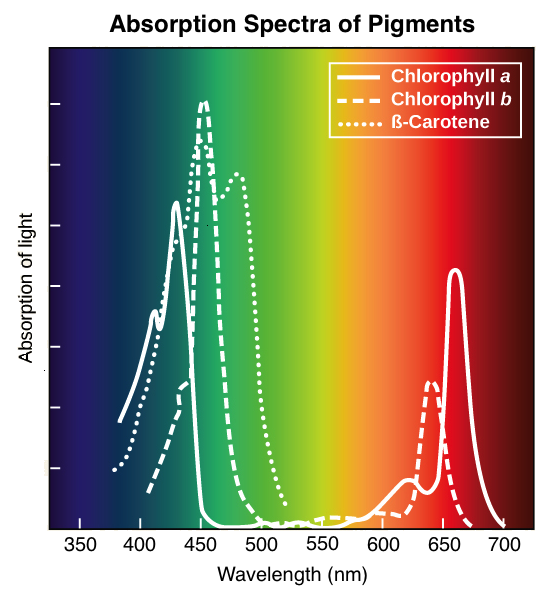 Absorption Spectra of Pigments
Chlorophyll a
Chlorophyll b
ß-Carotene
Absorption of light
350 400 450 500 550 600 650 700
Wavelength (nm)